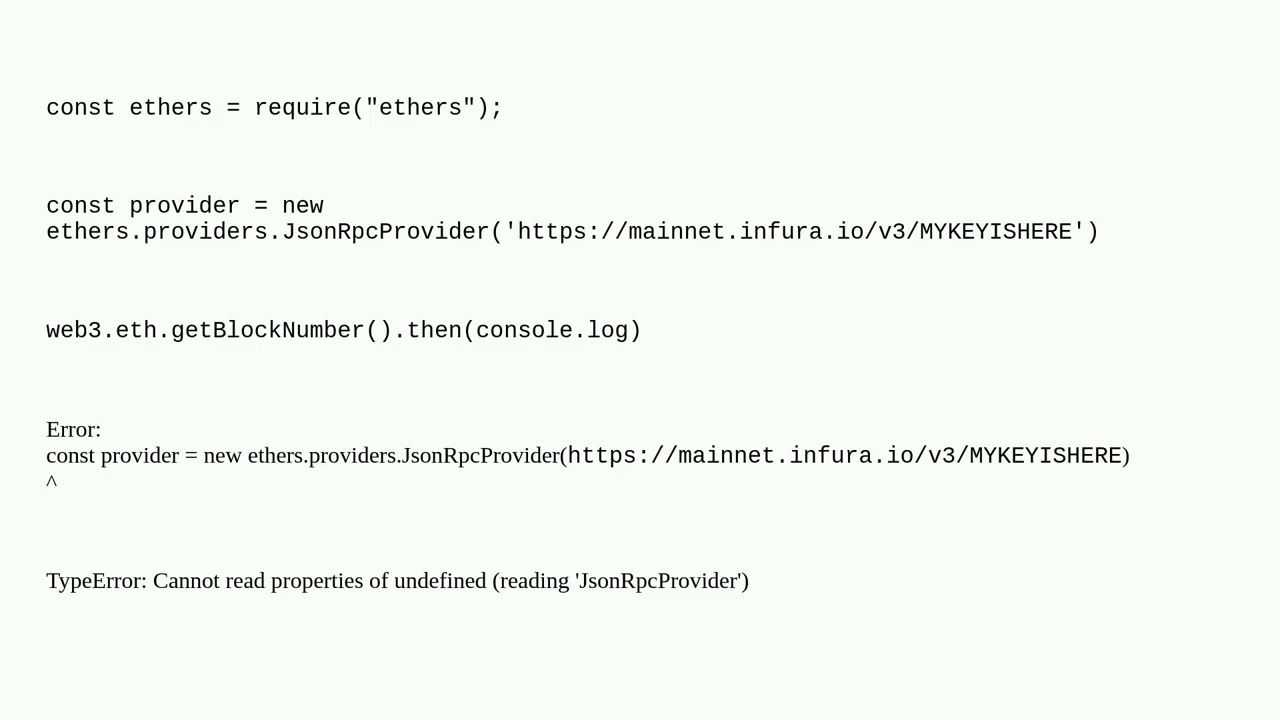 const ethers = require("ethers");
const provider = new
ethers.providers.JsonRpcProvider('https://mainnet.infura.io/v3/MYKEYISHERE')
web3.eth.getBlockNumber().then(console.log)
Error:
const provider = new ethers.providers.JsonRpcProvider(https://mainnet.infura.io/v3/MYKEYISHERE)
^
TypeError: Cannot read properties of undefined (reading 'JsonRpcProvider')